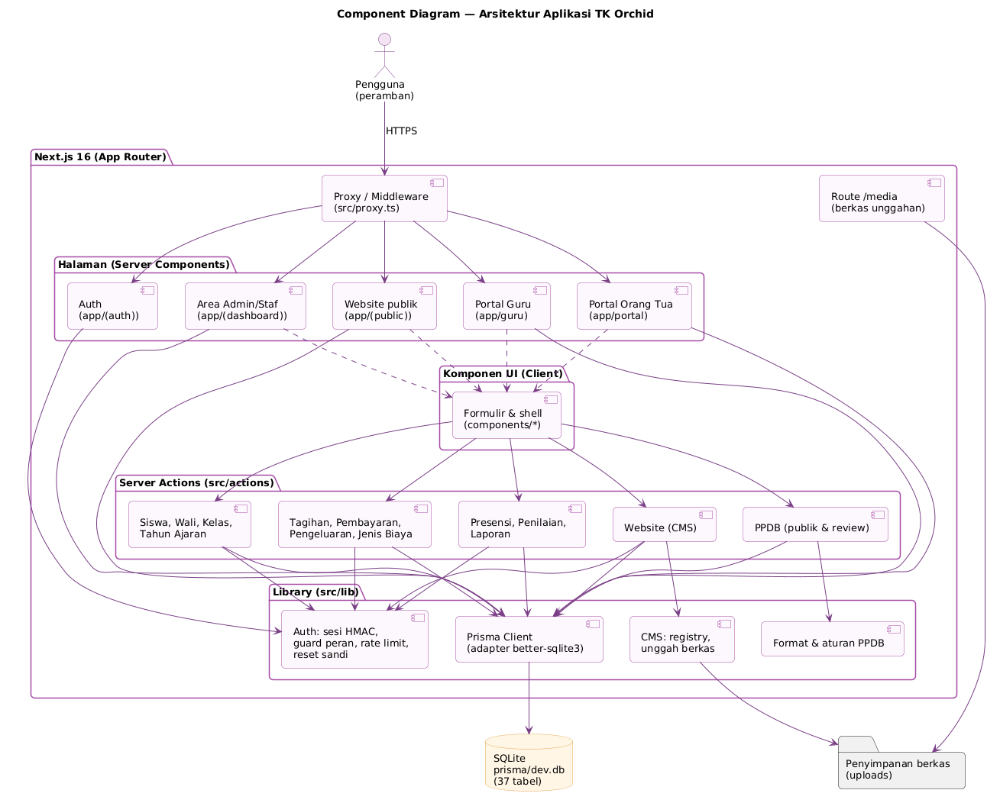 Component Diagram — Arsitektur Aplikasi TK Orchid
Pengguna
(peramban)
HTTPS
Next.js 16 (App Router)
Proxy / Middleware
(src/proxy.ts)
Route /media
(berkas unggahan)
Halaman (Server Components)
Auth
(app/(auth))
Area Admin/Staf
(app/(dashboard))
Website publik
(app/(public))
Portal Guru
(app/guru)
Portal Orang Tua
(app/portal)
Komponen UI (Client)
Formulir & shell
(components/*)
Server Actions (src/actions)
Siswa, Wali, Kelas,
Tahun Ajaran
Tagihan, Pembayaran,
Pengeluaran, Jenis Biaya
Presensi, Penilaian,
Laporan
Website (CMS)
PPDB (publik & review)
Library (src/lib)
Auth: sesi HMAC,
guard peran, rate limit,
reset sandi
Prisma Client
(adapter better-sqlite3)
CMS: registry,
unggah berkas
Format & aturan PPDB
SQLite
prisma/dev.db
(37 tabel)
Penyimpanan berkas
(uploads)